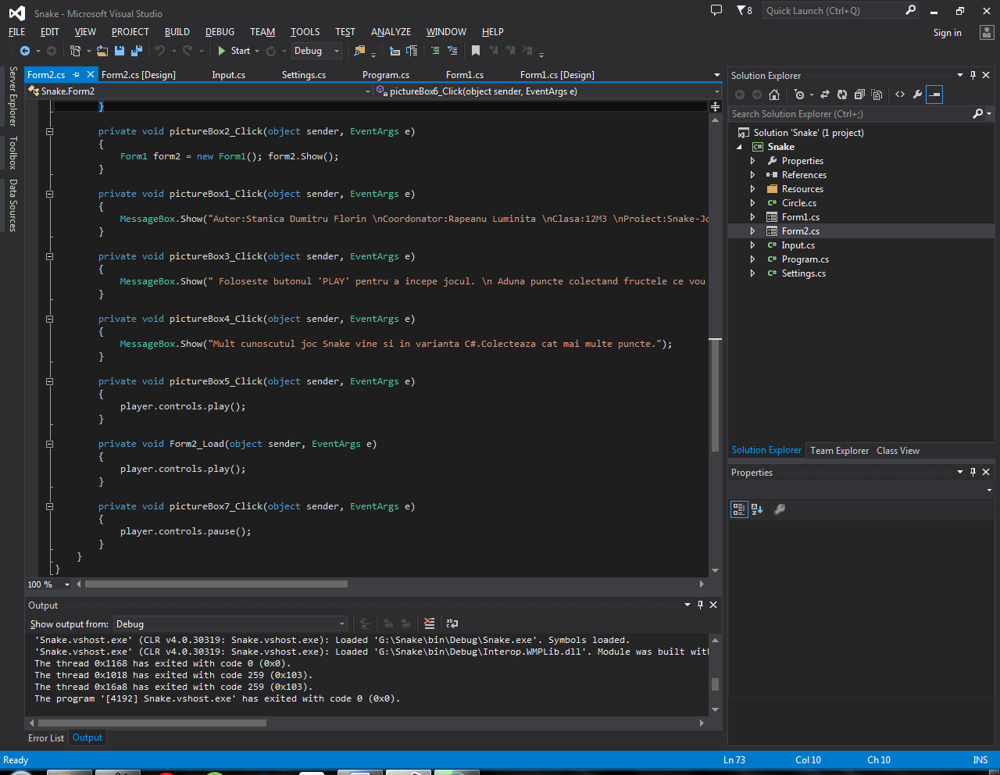 Snake - Microsoft Visual Studio
8
Quick Launch (Ctrl+Q)
FILE EDIT VIEW PROJECT BUILD DEBUG TEAM TOOLS TEST ANALYZE WINDOW HELP
Sign in
Start Debug
Server Explorer
Toolbox
Data Sources
Form2.cs Form2.cs [Design] Input.cs Settings.cs Program.cs Form1.cs Form1.cs [Design]
Snake.Form2 pictureBox6_Click(object sender, EventArgs e)
}
private void pictureBox2_Click(object sender, EventArgs e)
{
Form1 form2 = new Form1(); form2.Show();
}
private void pictureBox1_Click(object sender, EventArgs e)
{
MessageBox.Show("Autor:Stanica Dumitru Florin \nCoordonator:Rapeanu Luminita \nClasa:12M3 \nProiect:Snake-Jo
}
private void pictureBox3_Click(object sender, EventArgs e)
{
MessageBox.Show(" Foloseste butonul 'PLAY' pentru a incepe jocul. \n Aduna puncte colectand fructele ce vou
}
private void pictureBox4_Click(object sender, EventArgs e)
{
MessageBox.Show("Mult cunoscutul joc Snake vine si in varianta C#.Colecteaza cat mai multe puncte.");
}
private void pictureBox5_Click(object sender, EventArgs e)
{
player.controls.play();
}
private void Form2_Load(object sender, EventArgs e)
{
player.controls.play();
}
private void pictureBox7_Click(object sender, EventArgs e)
{
player.controls.pause();
}
}
}
100 %
Output
Show output from: Debug
'Snake.vshost.exe' (CLR v4.0.30319: Snake.vshost.exe): Loaded 'G:\Snake\bin\Debug\Snake.exe'. Symbols loaded.
'Snake.vshost.exe' (CLR v4.0.30319: Snake.vshost.exe): Loaded 'G:\Snake\bin\Debug\Interop.WMPLib.dll'. Module was built with
The thread 0x1168 has exited with code 0 (0x0).
The thread 0x1018 has exited with code 259 (0x103).
The thread 0x16a8 has exited with code 259 (0x103).
The program '[4192] Snake.vshost.exe' has exited with code 0 (0x0).
Error List Output
Solution Explorer
Search Solution Explorer (Ctrl+;)
Solution 'Snake' (1 project)
C# Snake
Properties
References
Resources
C# Circle.cs
Form1.cs
Form2.cs
C# Input.cs
C# Program.cs
C# Settings.cs
Solution Explorer Team Explorer Class View
Properties
Ready Ln 73 Col 10 Ch 10 INS